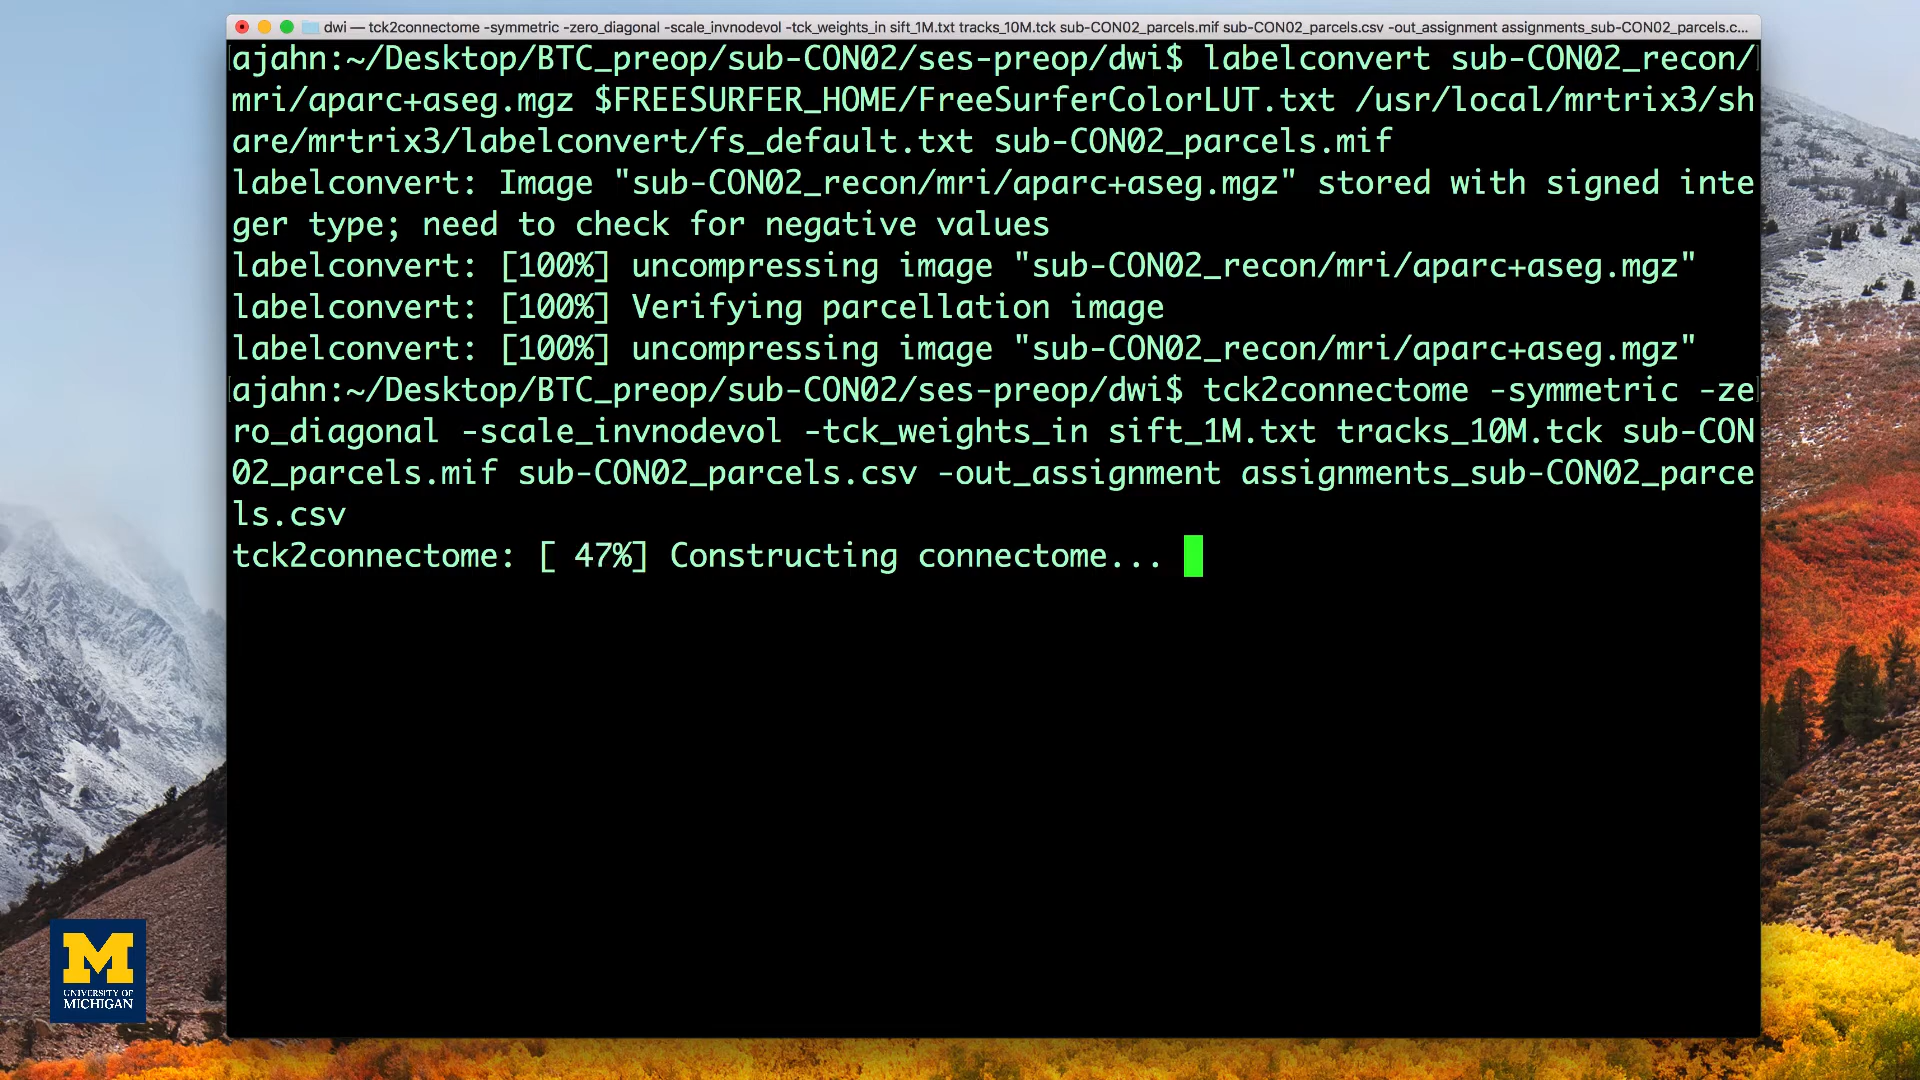 dwi — tck2connectome -symmetric -zero_diagonal -scale_invnodevol -tck_weights_in sift_1M.txt tracks_10M.tck sub-CON02_parcels.mif sub-CON02_parcels.csv -out_assignment assignments_sub-CON02_parcels.c...
ajahn:~/Desktop/BTC_preop/sub-CON02/ses-preop/dwi$ labelconvert sub-CON02_recon/
mri/aparc+aseg.mgz $FREESURFER_HOME/FreeSurferColorLUT.txt /usr/local/mrtrix3/sh
are/mrtrix3/labelconvert/fs_default.txt sub-CON02_parcels.mif
labelconvert: Image "sub-CON02_recon/mri/aparc+aseg.mgz" stored with signed inte
ger type; need to check for negative values
labelconvert: [100%] uncompressing image "sub-CON02_recon/mri/aparc+aseg.mgz"
labelconvert: [100%] Verifying parcellation image
labelconvert: [100%] uncompressing image "sub-CON02_recon/mri/aparc+aseg.mgz"
ajahn:~/Desktop/BTC_preop/sub-CON02/ses-preop/dwi$ tck2connectome -symmetric -ze
ro_diagonal -scale_invnodevol -tck_weights_in sift_1M.txt tracks_10M.tck sub-CON
02_parcels.mif sub-CON02_parcels.csv -out_assignment assignments_sub-CON02_parce
ls.csv
tck2connectome: [ 47%] Constructing connectome...
M
UNIVERSITY OF
MICHIGAN